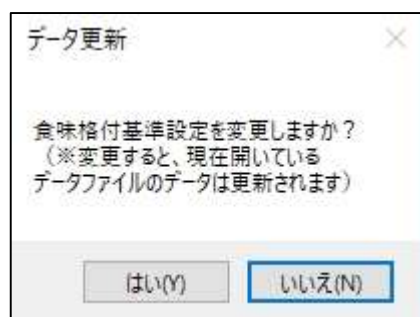 データ更新
食味格付基準設定を変更しますか？
（※変更すると、現在開いている
データファイルのデータは更新されます）
はい(Y)
いいえ(N)